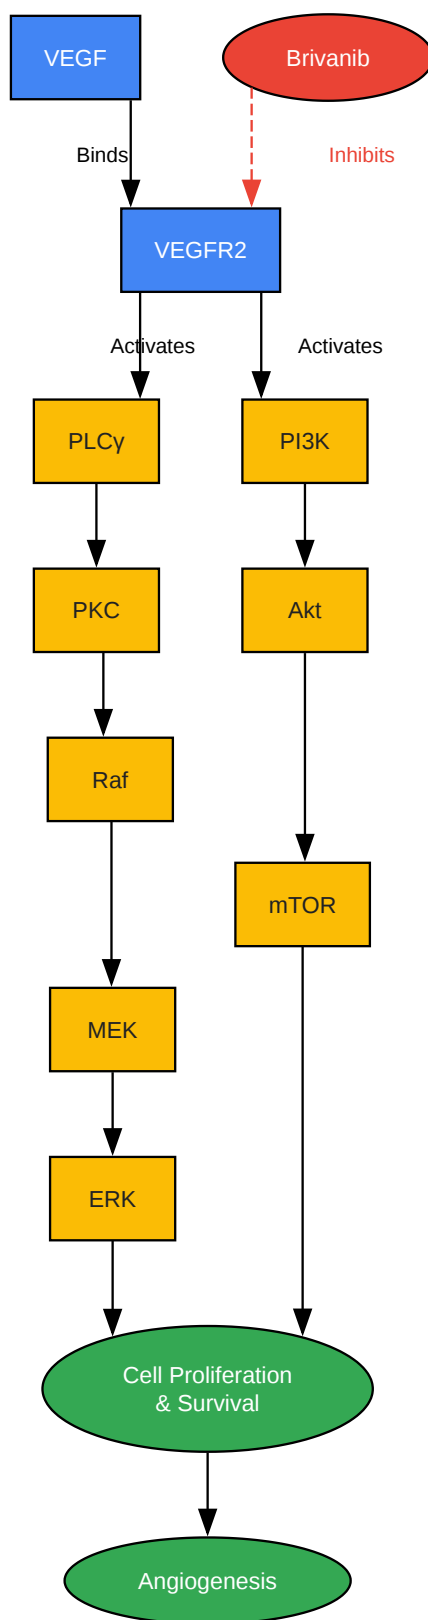 VEGF
Brivanib
Binds
Inhibits
VEGFR2
Activates
Activates
PLCγ
PI3K
PKC
Akt
Raf
mTOR
MEK
ERK
Cell Proliferation
& Survival
Angiogenesis